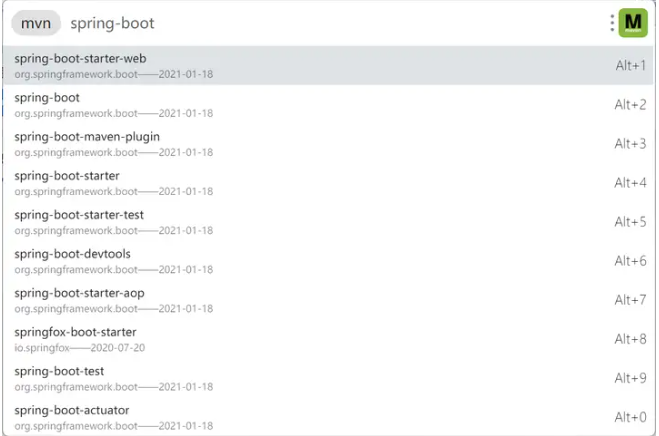 mvn spring-boot
M
spring-boot-starter-web
org.springframework.boot——2021-01-18
Alt+1
spring-boot
org.springframework.boot——2021-01-18
Alt+2
spring-boot-maven-plugin
org.springframework.boot——2021-01-18
Alt+3
spring-boot-starter
org.springframework.boot——2021-01-18
Alt+4
spring-boot-starter-test
org.springframework.boot——2021-01-18
Alt+5
spring-boot-devtools
org.springframework.boot——2021-01-18
Alt+6
spring-boot-starter-aop
org.springframework.boot——2021-01-18
Alt+7
springfox-boot-starter
io.springfox——2020-07-20
Alt+8
spring-boot-test
org.springframework.boot——2021-01-18
Alt+9
spring-boot-actuator
org.springframework.boot——2021-01-18
Alt+0